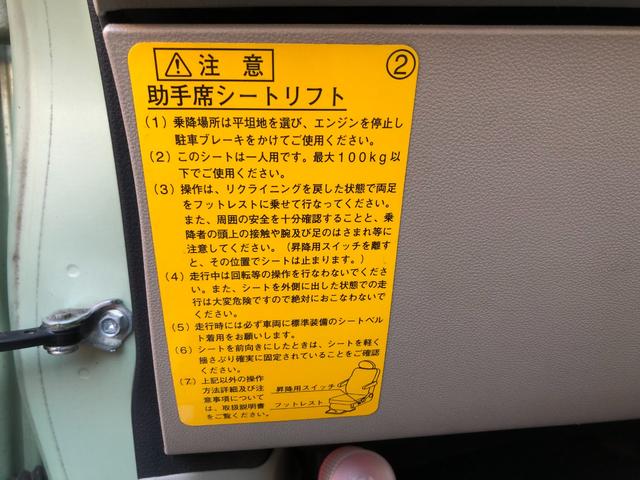 ⚠注意
②
助手席シートリフト
(1) 乗降場所は平坦地を選び、エンジンを停止し
駐車ブレーキをかけてご使用ください。
(2) このシートは一人用です。最大100kg以
下でご使用ください。
(3) 操作は、リクライニングを戻した状態で両足
をフットレストに乗せて行なってください。
また、周囲の安全を十分確認することと、乗
降者の頭上の接触や腕及び足のはさまれ等に
注意してください。(昇降用スイッチを離す
と、その位置でシートは止まります。)
(4) 走行中は回転等の操作を行なわないでくださ
い。また、シートを外側に出した状態での走
行は大変危険ですので絶対におこなわないで
ください。
(5) 走行時には必ず車両に標準装備のシートベル
ト着用をお願いします。
(6) シートを前向きにしたときは、シートを軽く
揺さぶり確実に固定されていることをご確認
ください。
(7) 上記以外の操作
方法詳細及び注
意事項について
は、取扱説明書
をご覧ください。
昇降用スイッチ
フットレスト